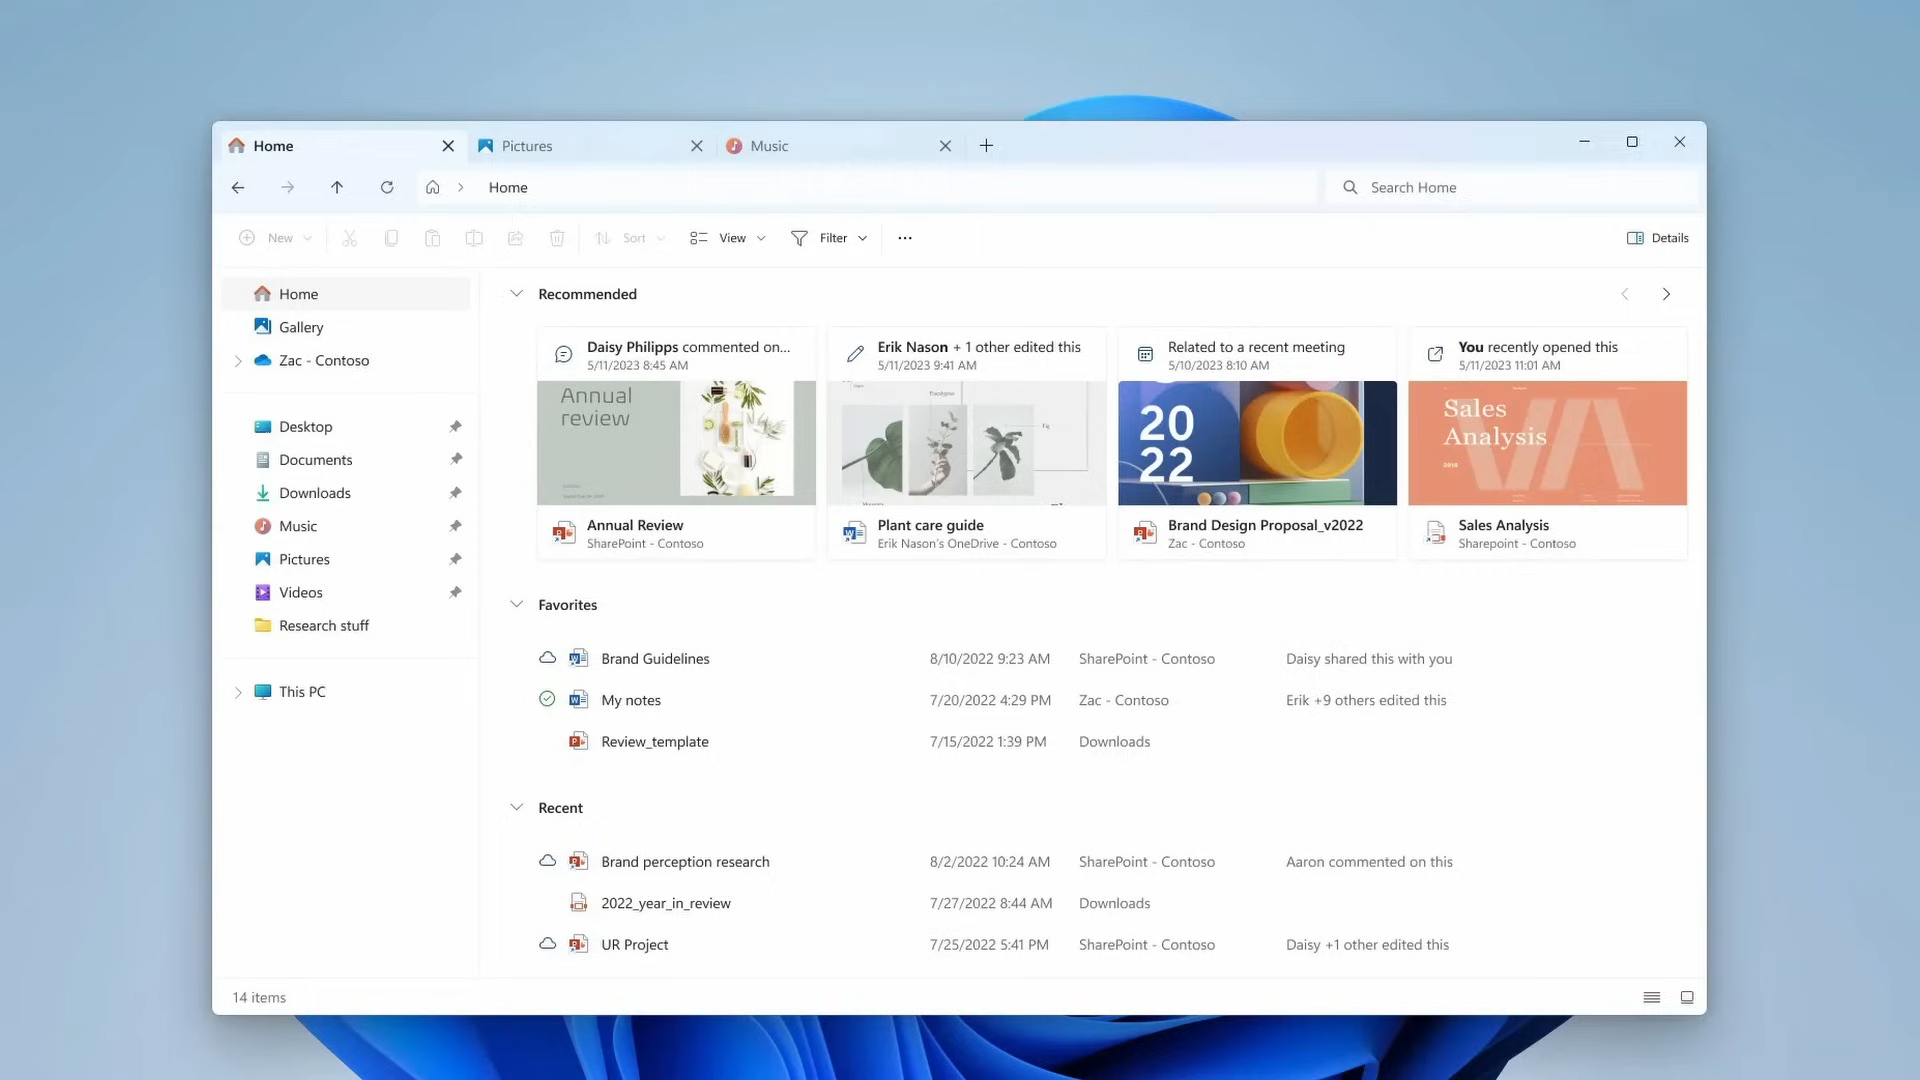 Home
Pictures
Music
Home
Search Home
New
Sort
View
Filter
Details
Home
Gallery
Zac - Contoso
Desktop
Documents
Downloads
Music
Pictures
Videos
Research stuff
This PC
Recommended
Daisy Philipps commented on...
5/11/2023 8:45 AM
Annual
review
Annual Review
SharePoint - Contoso
Erik Nason + 1 other edited this
5/11/2023 9:41 AM
Plant care guide
Erik Nason's OneDrive - Contoso
Related to a recent meeting
5/10/2023 8:10 AM
20
22
Brand Design Proposal_v2022
Zac - Contoso
You recently opened this
5/11/2023 11:01 AM
Sales
Analysis
Sales Analysis
Sharepoint - Contoso
Favorites
Brand Guidelines 8/10/2022 9:23 AM SharePoint - Contoso Daisy shared this with you
My notes 7/20/2022 4:29 PM Zac - Contoso Erik +9 others edited this
Review_template 7/15/2022 1:39 PM Downloads
Recent
Brand perception research 8/2/2022 10:24 AM SharePoint - Contoso Aaron commented on this
2022_year_in_review 7/27/2022 8:44 AM Downloads
UR Project 7/25/2022 5:41 PM SharePoint - Contoso Daisy +1 other edited this
14 items